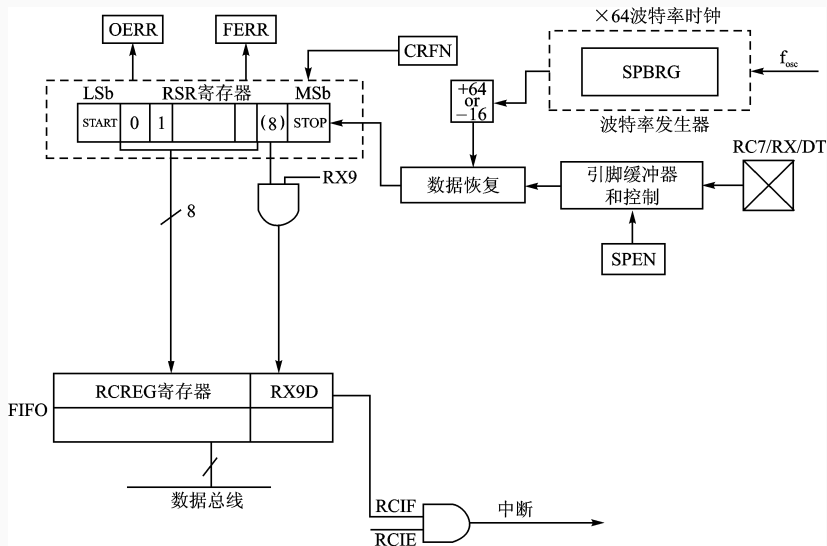 OERR
FERR
×64波特率时钟
CRFN
SPBRG
fosc
LSb
RSR寄存器
MSb
+64
or
−16
START
0
1
(8)
STOP
波特率发生器
RC7/RX/DT
RX9
数据恢复
引脚缓冲器
和控制
8
SPEN
RCREG寄存器
RX9D
FIFO
数据总线
RCIF
中断
RCIE